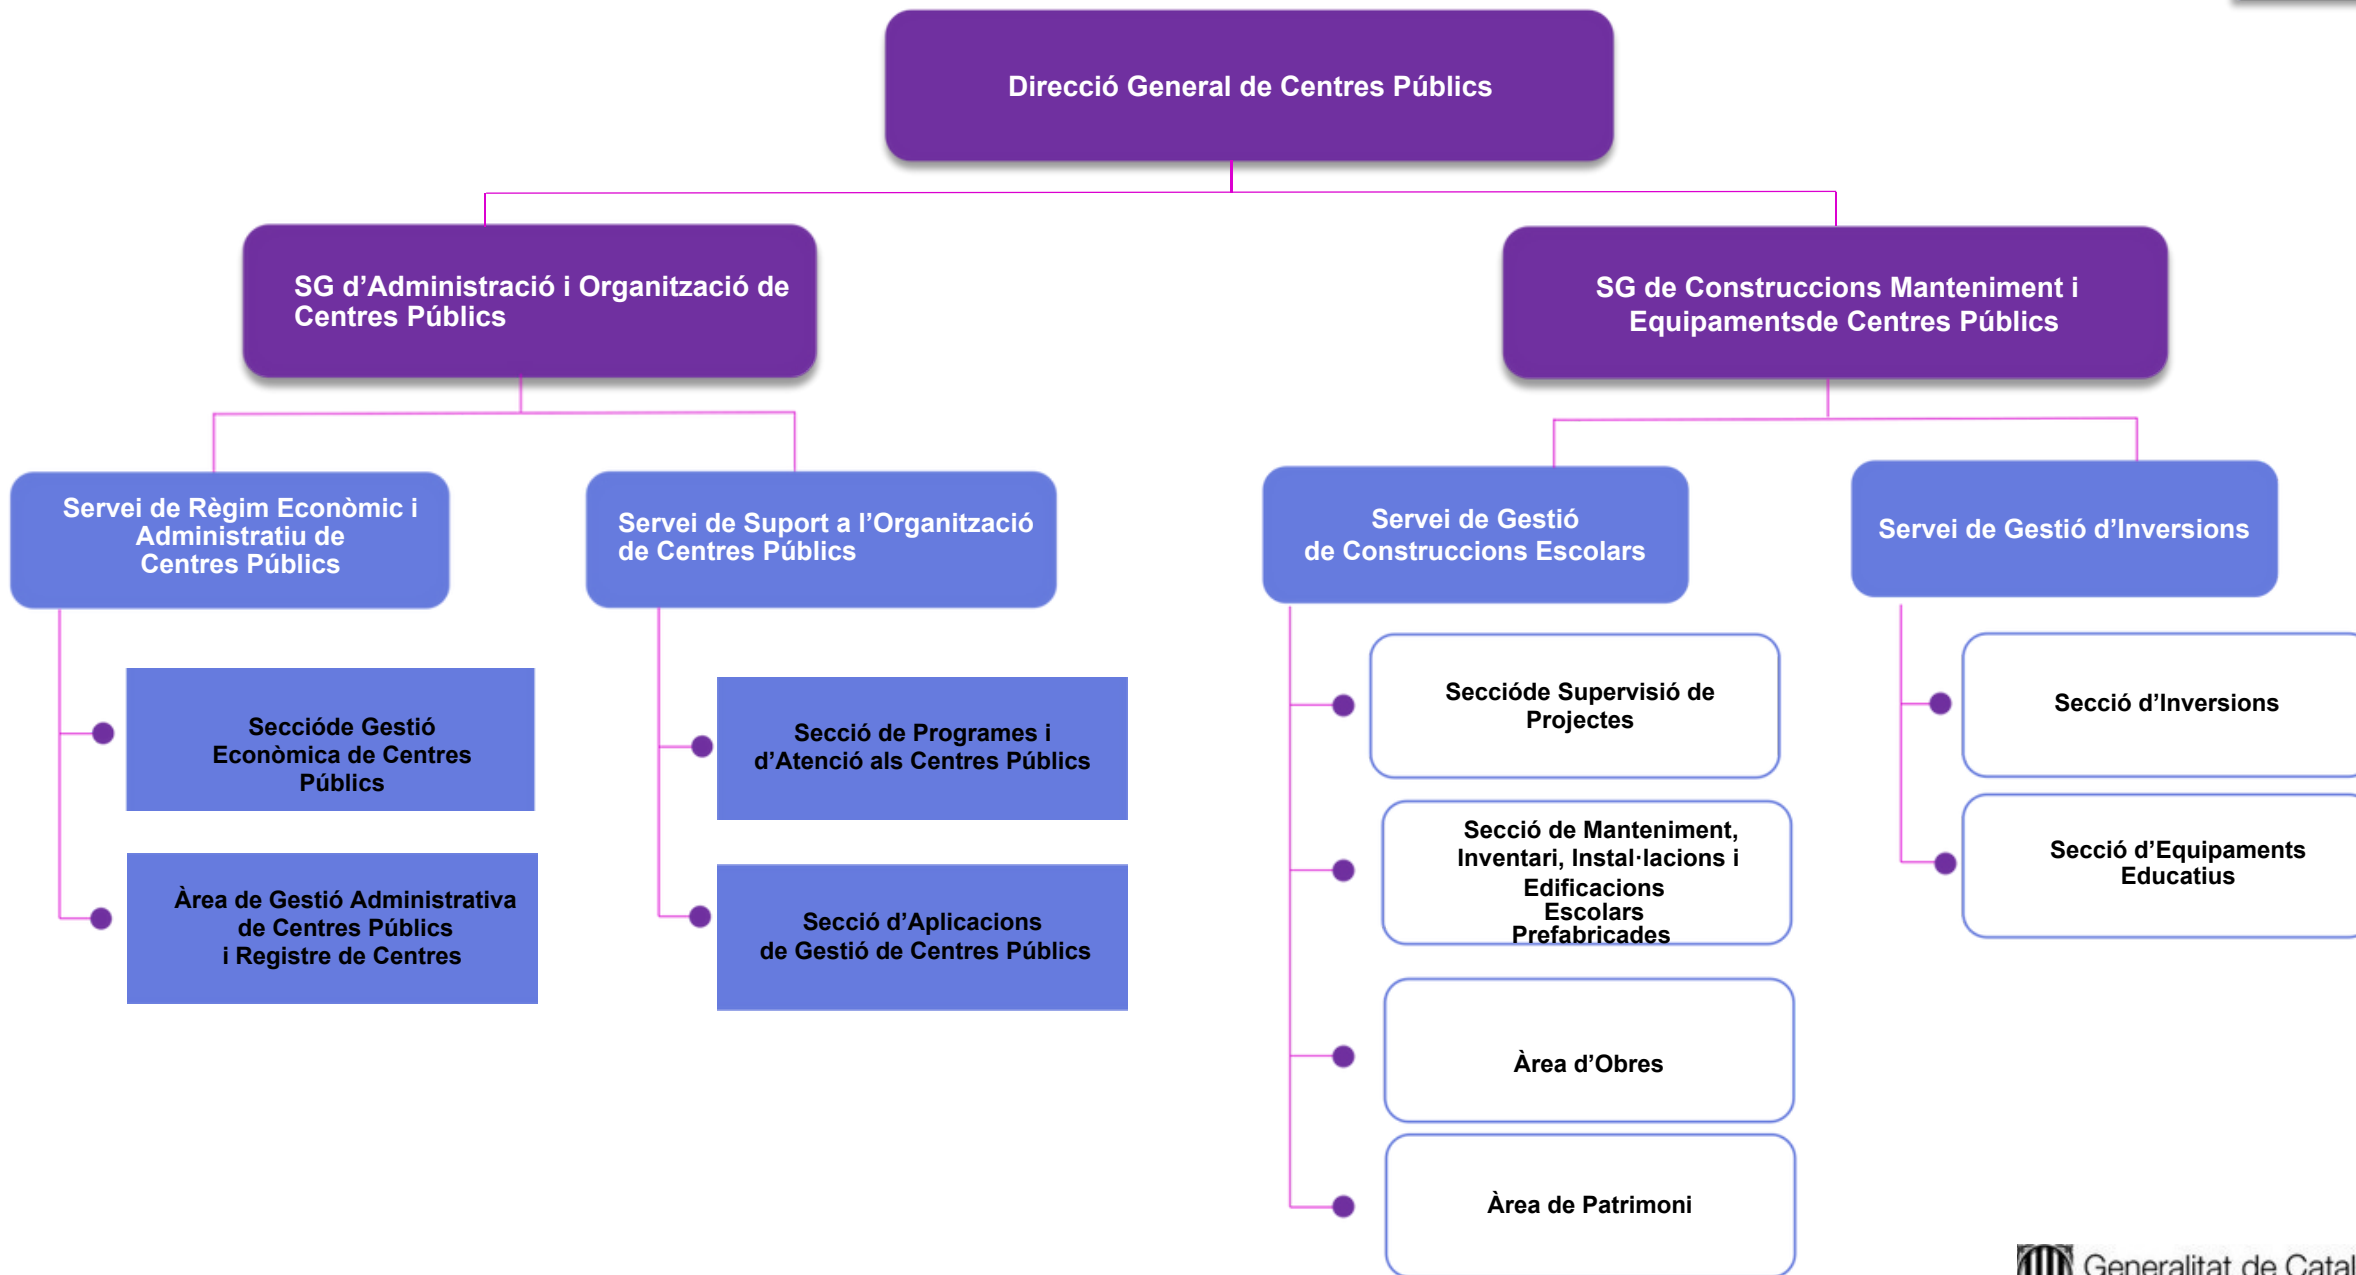 Direcció General de Centres Públics
SG d’Administració i Organització de
Centres Públics
SG de Construccions Manteniment i
Equipamentsde Centres Públics
Servei de Règim Econòmic i
Administratiu de
Centres Públics
Servei de Suport a l’Organització
de Centres Públics
Servei de Gestió
de Construccions Escolars
Servei de Gestió d’Inversions
Seccióde Gestió
Econòmica de Centres
Públics
Àrea de Gestió Administrativa
de Centres Públics
i Registre de Centres
Secció de Programes i
d’Atenció als Centres Públics
Secció d’Aplicacions
de Gestió de Centres Públics
Seccióde Supervisió de
Projectes
Secció de Manteniment,
Inventari, Instal·lacions i
Edificacions
Escolars
Prefabricades
Àrea d’Obres
Àrea de Patrimoni
Secció d’Inversions
Secció d’Equipaments
Educatius
Generalitat de Catal